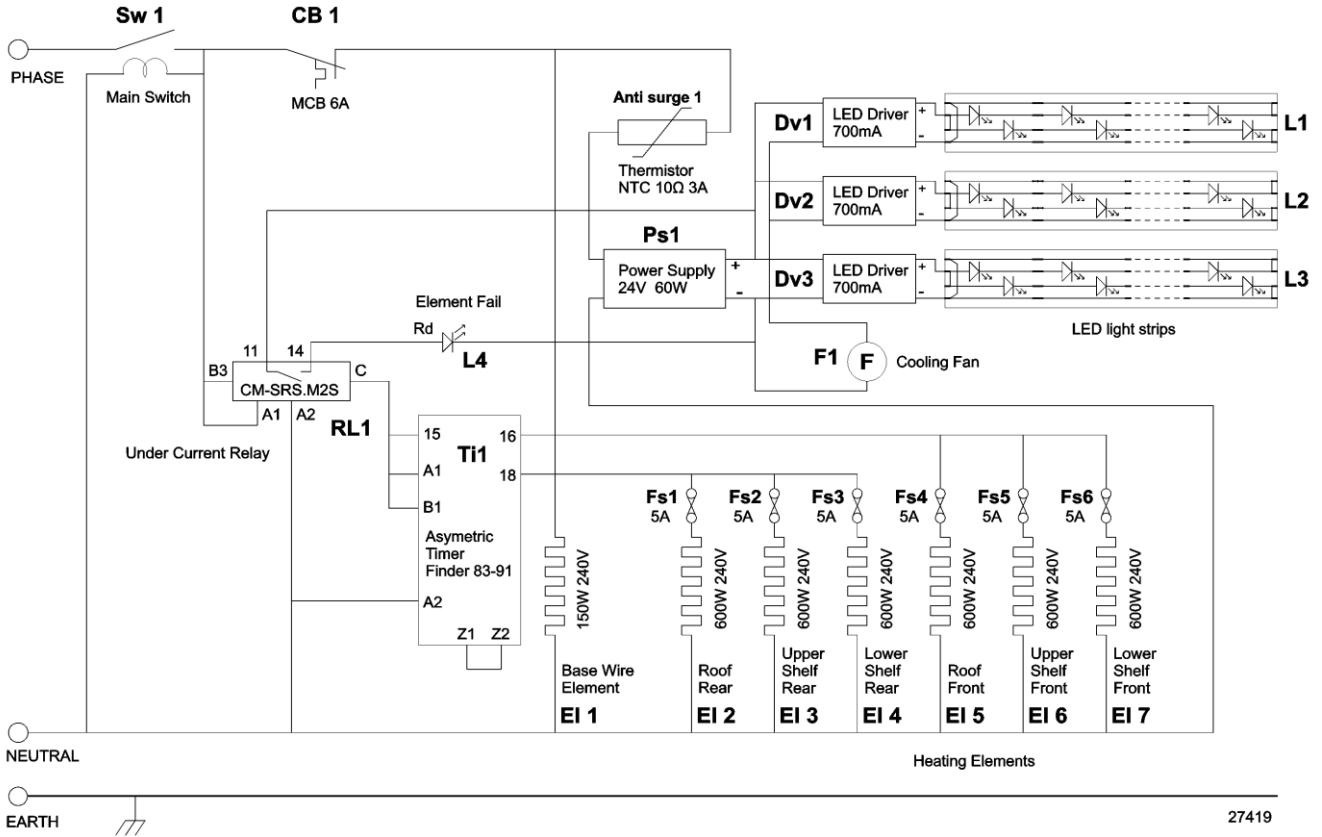 Sw 1
CB 1
PHASE
Main Switch
MCB 6A
Anti surge 1
Thermistor
NTC 10Ω 3A
Dv1
LED Driver
700mA
+
-
L1
Dv2
LED Driver
700mA
+
-
L2
Ps1
Power Supply
24V 60W
+
-
Dv3
LED Driver
700mA
+
-
L3
LED light strips
Element Fail
Rd
L4
F1
F
Cooling Fan
11
14
B3
C
CM-SRS.M2S
A1
A2
RL1
Under Current Relay
15
16
Ti1
A1
18
B1
Asymetric
Timer
Finder 83-91
A2
Z1
Z2
Fs1
5A
Fs2
5A
Fs3
5A
Fs4
5A
Fs5
5A
Fs6
5A
150W 240V
600W 240V
600W 240V
600W 240V
600W 240V
600W 240V
600W 240V
Base Wire
Element
El 1
Roof
Rear
El 2
Upper
Shelf
Rear
El 3
Lower
Shelf
Rear
El 4
Roof
Front
El 5
Upper
Shelf
Front
El 6
Lower
Shelf
Front
El 7
NEUTRAL
Heating Elements
EARTH
27419